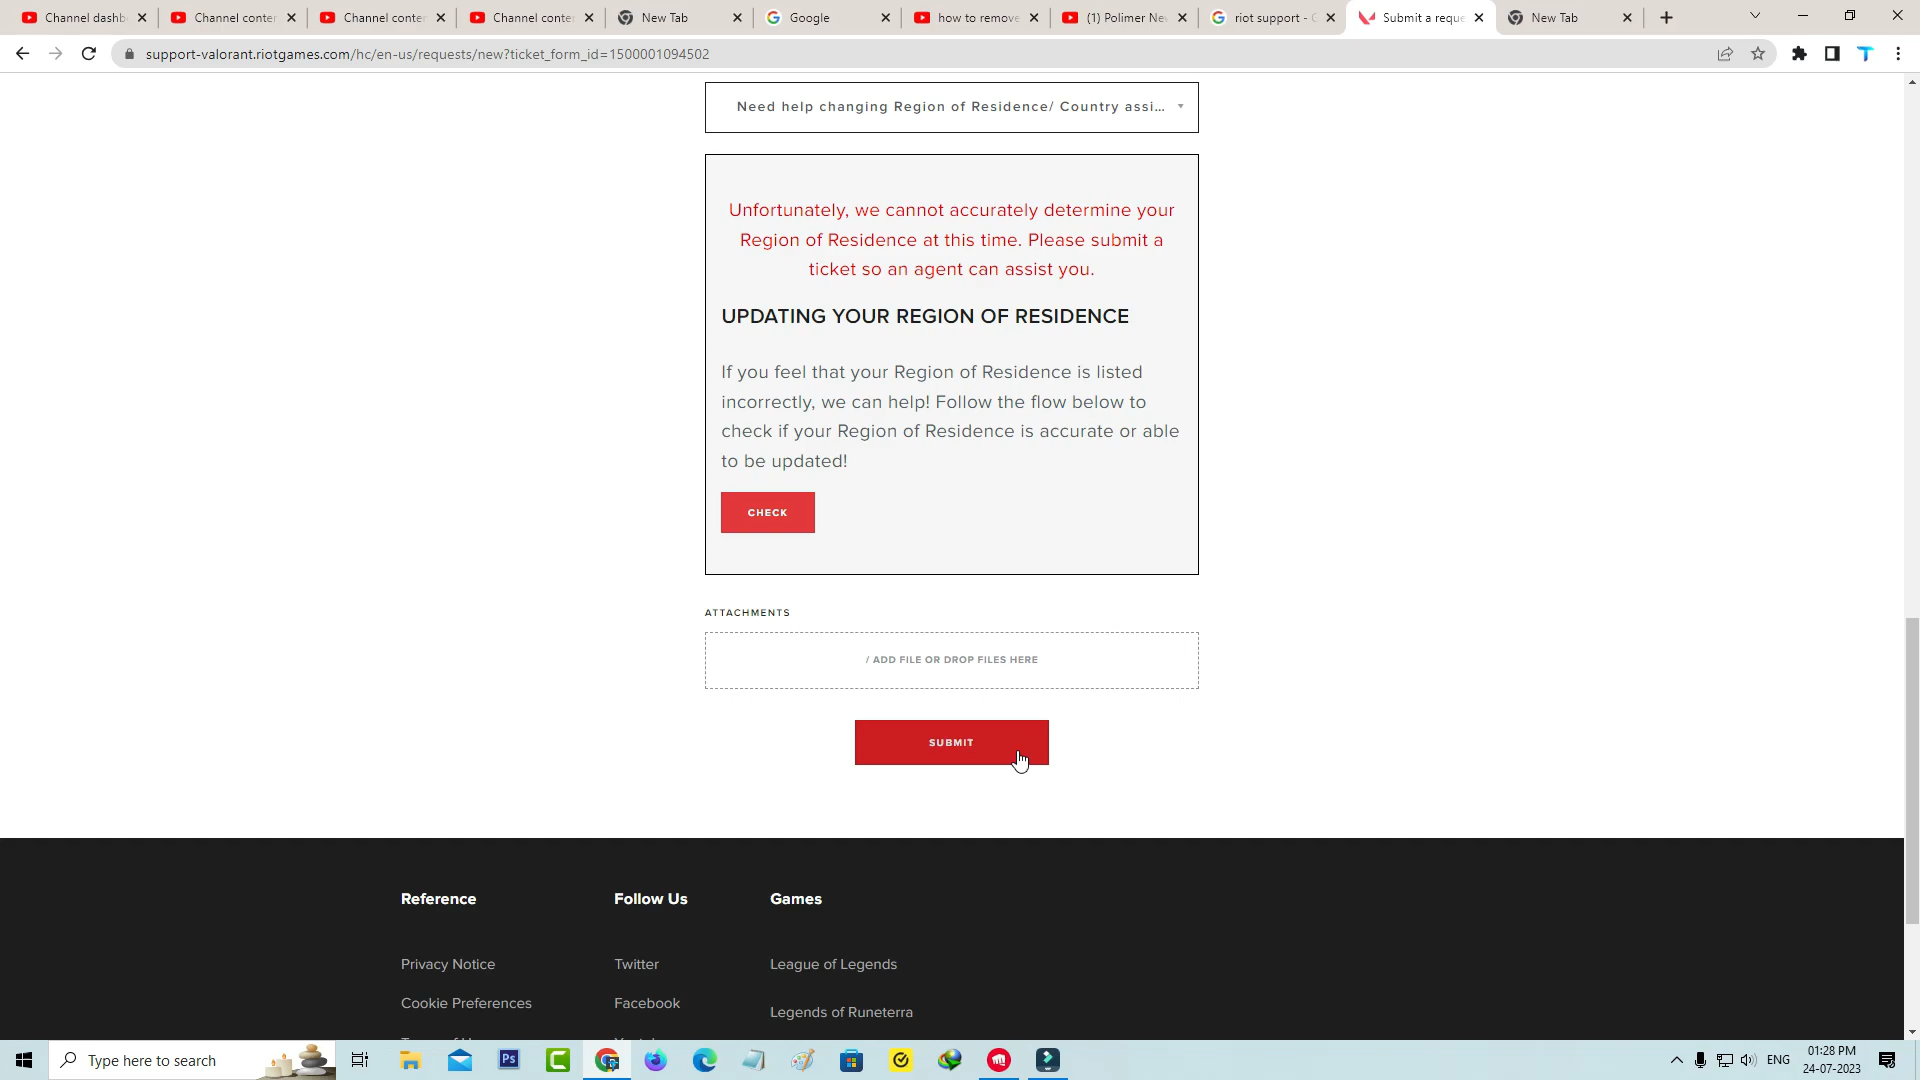 Channel dashb
Channel conten
Channel conten
Channel conten
New Tab
Google
how to remove
(1) Polimer Ne
riot support - G
Submit a reque
New Tab
support-valorant.riotgames.com/hc/en-us/requests/new?ticket_form_id=1500001094502
Need help changing Region of Residence/ Country assi...
Unfortunately, we cannot accurately determine your
Region of Residence at this time. Please submit a
ticket so an agent can assist you.
UPDATING YOUR REGION OF RESIDENCE
If you feel that your Region of Residence is listed
incorrectly, we can help! Follow the flow below to
check if your Region of Residence is accurate or able
to be updated!
CHECK
ATTACHMENTS
/ ADD FILE OR DROP FILES HERE
SUBMIT
Reference
Follow Us
Games
Privacy Notice
Twitter
League of Legends
Cookie Preferences
Facebook
Legends of Runeterra
Type here to search
Ps
ENG
01:28 PM
24-07-2023